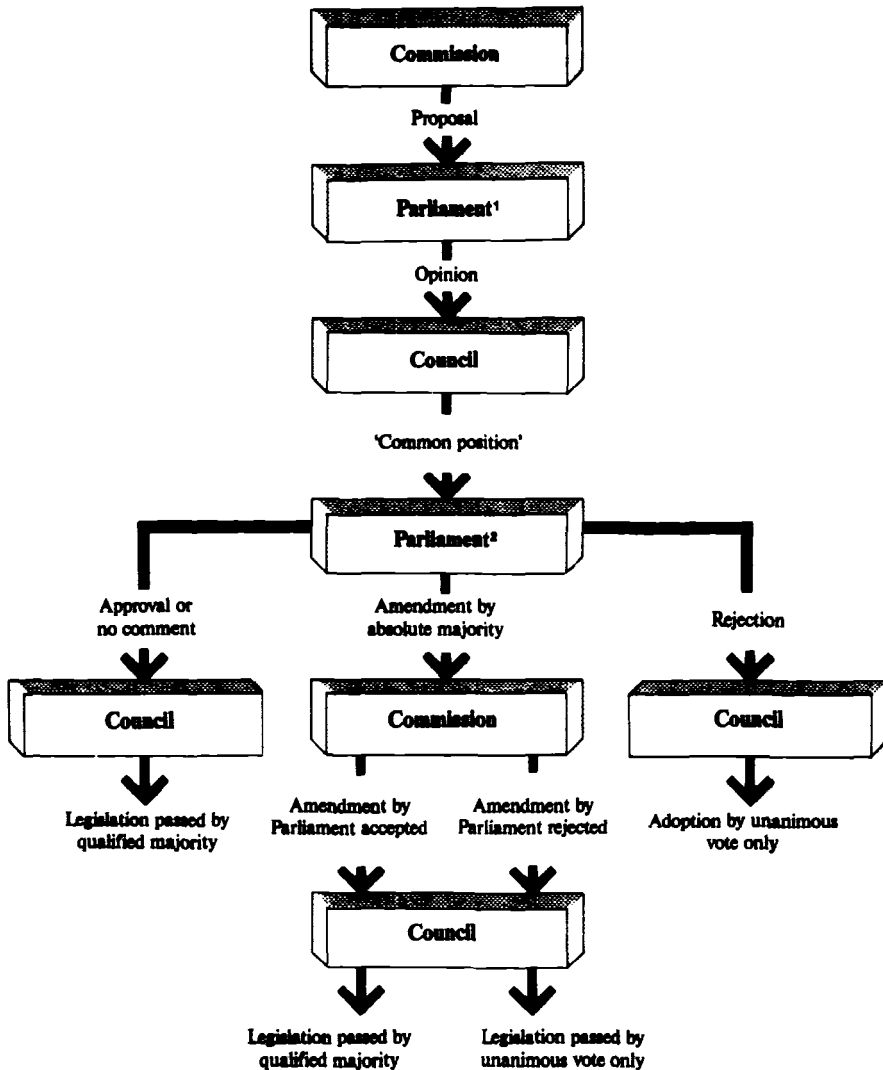 Commission
Proposal
Parliament¹
Opinion
Council
'Common position'
Parliament²
Approval or
no comment
Amendment by
absolute majority
Rejection
Council
Commission
Council
Legislation passed by
qualified majority
Amendment by
Parliament accepted
Amendment by
Parliament rejected
Adoption by unanimous
vote only
Council
Legislation passed by
qualified majority
Legislation passed by
unanimous vote only